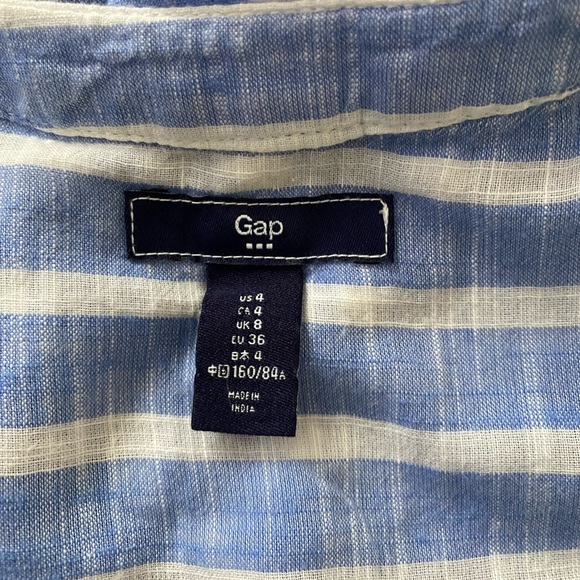 Gap
US 4
CA 4
UK 8
EU 36
日本 4
中国 160/84A
MADE IN
INDIA